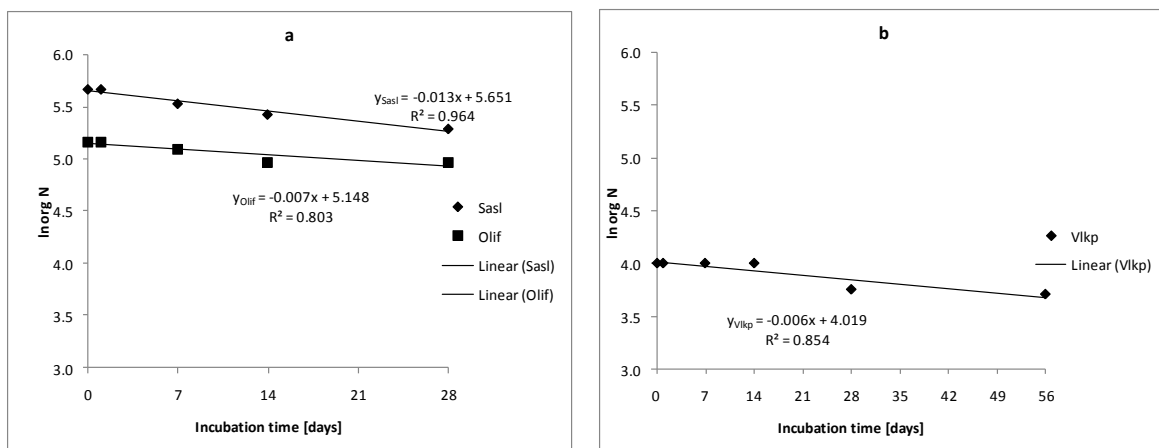 a
6.0
5.5
5.0
4.5
4.0
3.5
3.0
ln org N
y_Sasl = -0.013x + 5.651
R² = 0.964
y_Olif = -0.007x + 5.148
R² = 0.803
Sasl
Olif
Linear (Sasl)
Linear (Olif)
0 7 14 21 28
Incubation time [days]
b
6.0
5.5
5.0
4.5
4.0
3.5
3.0
ln org N
y_Vlkp = -0.006x + 4.019
R² = 0.854
Vlkp
Linear (Vlkp)
0 7 14 21 28 35 42 49 56
Incubation time [days]